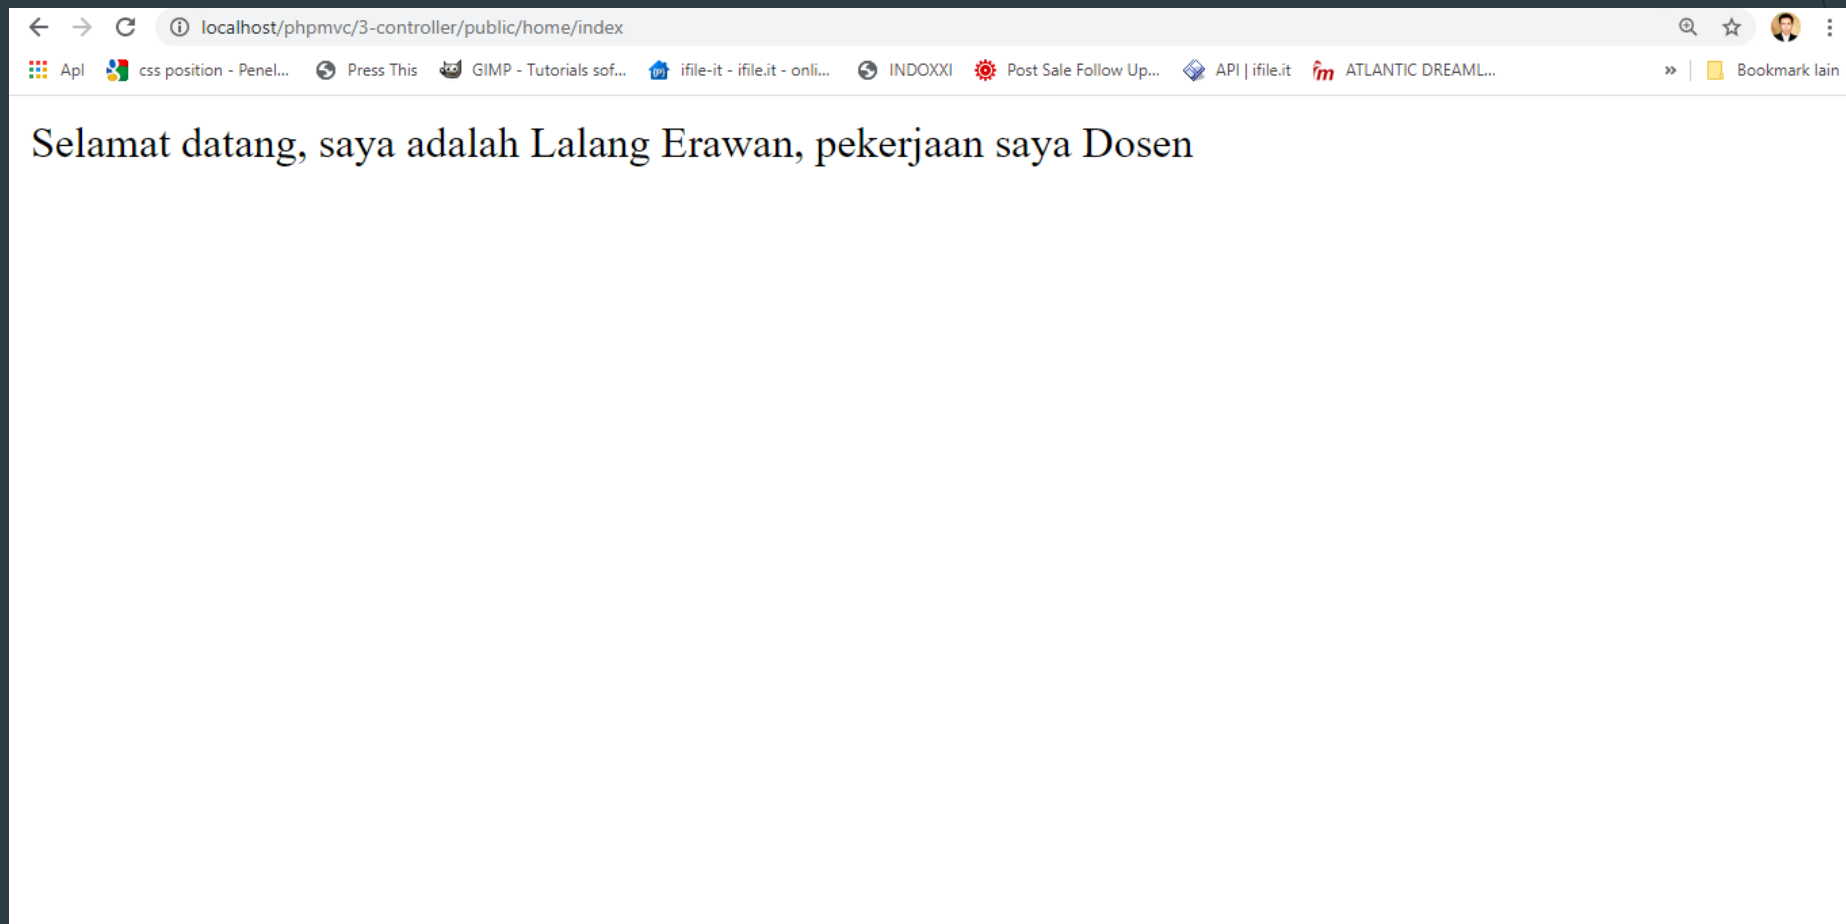 localhost/phpmvc/3-controller/public/home/index
Apl css position - Penel... Press This GIMP - Tutorials sof... ifile-it - ifile.it - onli... INDOXXI Post Sale Follow Up... API | ifile.it fm ATLANTIC DREAML... » Bookmark lain
Selamat datang, saya adalah Lalang Erawan, pekerjaan saya Dosen